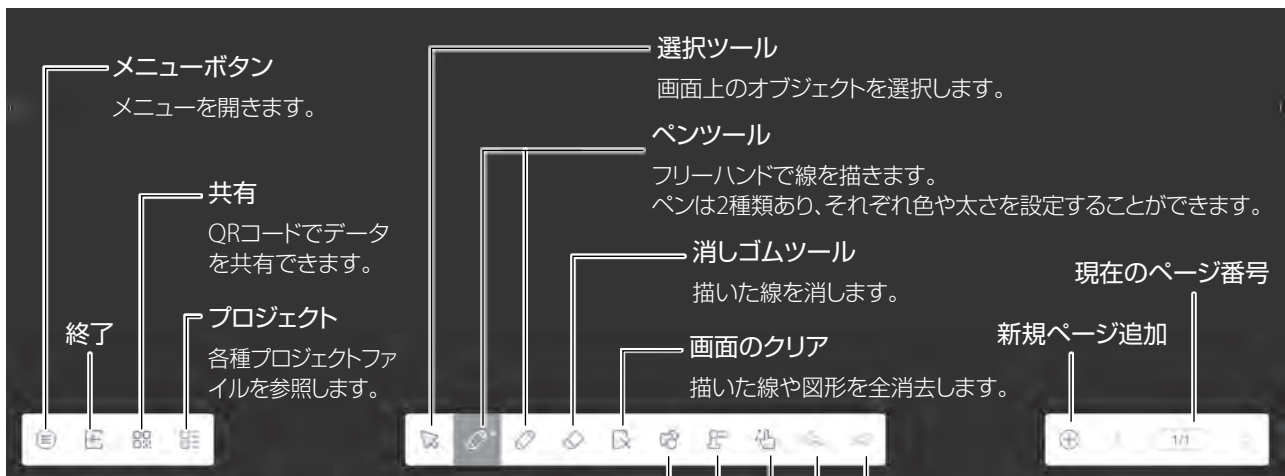 メニューボタン
メニューを開きます。
共有
QRコードでデータ
を共有できます。
終了
プロジェクト
各種プロジェクトファ
イルを参照します。
選択ツール
画面上のオブジェクトを選択します。
ペンツール
フリーハンドで線を描きます。
ペンは2種類あり、それぞれ色や太さを設定することができます。
消しゴムツール
描いた線を消します。
画面のクリア
描いた線や図形を全消去します。
現在のページ番号
新規ページ追加
1/1